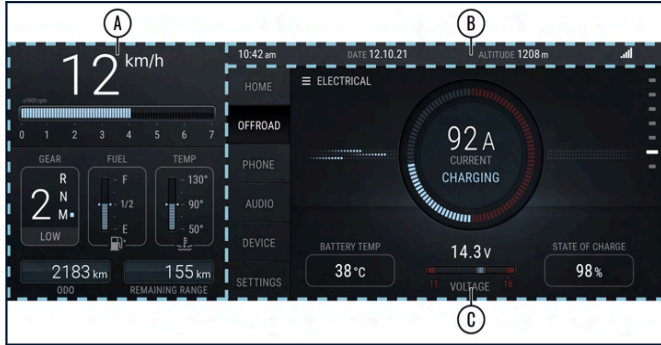 A
B
12 km/h
x1000 rpm
0 1 2 3 4 5 6 7
GEAR
2
R
N
M
LOW
FUEL
F
1/2
E
TEMP
130°
90°
50°
2183 km
ODO
155 km
REMAINING RANGE
10:42 am
DATE 12.10.21
ALTITUDE 1208 m
HOME
OFFROAD
PHONE
AUDIO
DEVICE
SETTINGS
☰ ELECTRICAL
92 A
CURRENT
CHARGING
BATTERY TEMP
38 °C
14.3 V
11 16
VOLTAGE
STATE OF CHARGE
98 %
C